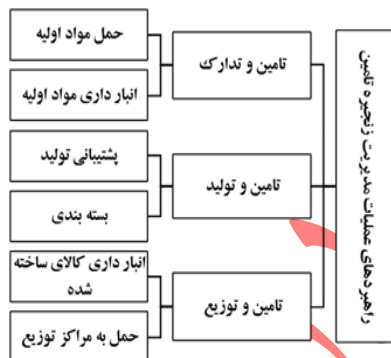 راهبردهای عملیات مدیریت زنجیره تامین
تامین و تدارک
حمل مواد اولیه
انبار داری مواد اولیه
تامین و تولید
پشتیبانی تولید
بسته بندی
تامین و توزیع
انبار داری کالای ساخته
شده
حمل به مراکز توزیع